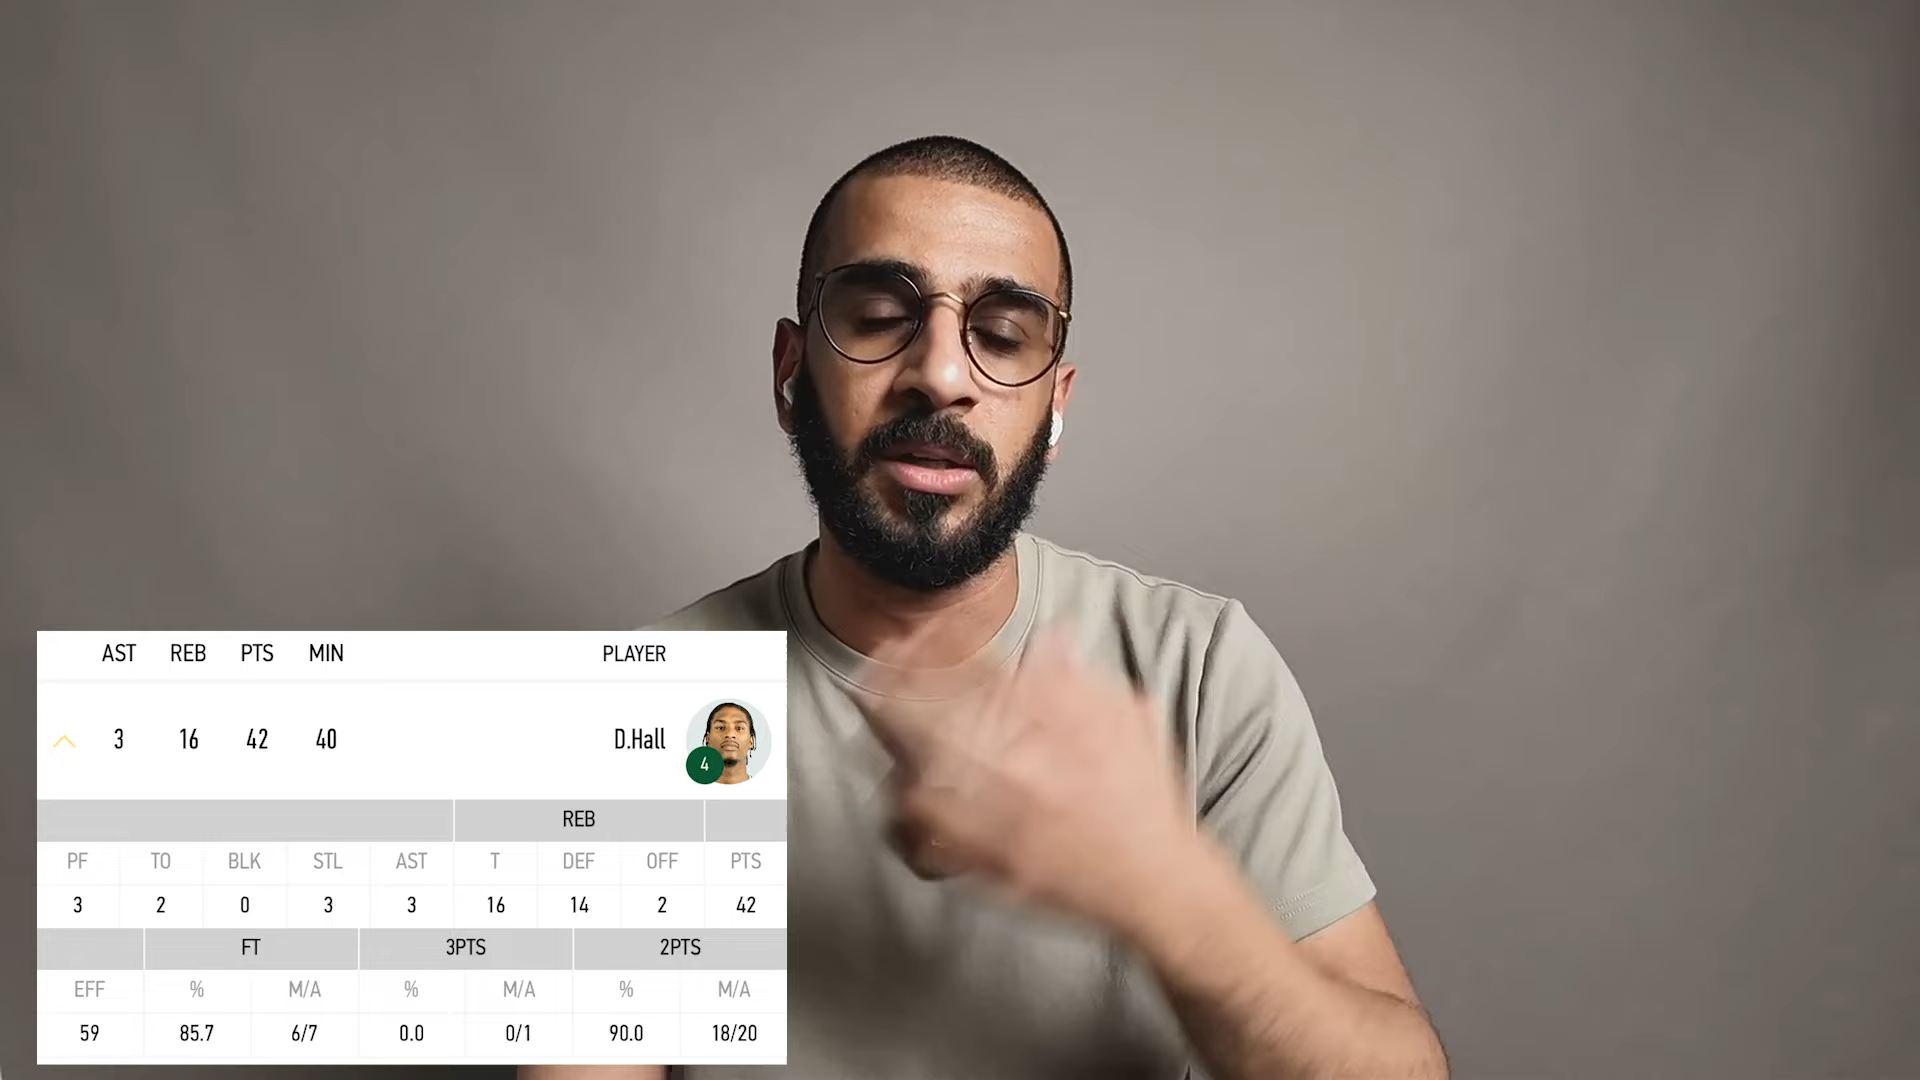 AST REB PTS MIN PLAYER
3 16 42 40 D.Hall
4
REB
PF TO BLK STL AST T DEF OFF PTS
3 2 0 3 3 16 14 2 42
FT 3PTS 2PTS
EFF % M/A % M/A % M/A
59 85.7 6/7 0.0 0/1 90.0 18/20